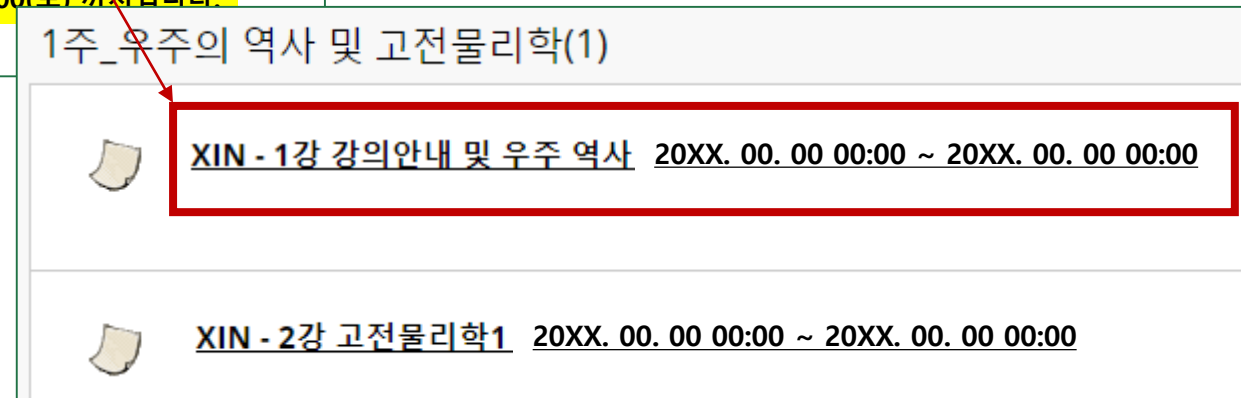 1주_우주의 역사 및 고전물리학(1)
XIN - 1강 강의안내 및 우주 역사 20XX. 00. 00 00:00 ~ 20XX. 00. 00 00:00
XIN - 2강 고전물리학1 20XX. 00. 00 00:00 ~ 20XX. 00. 00 00:00